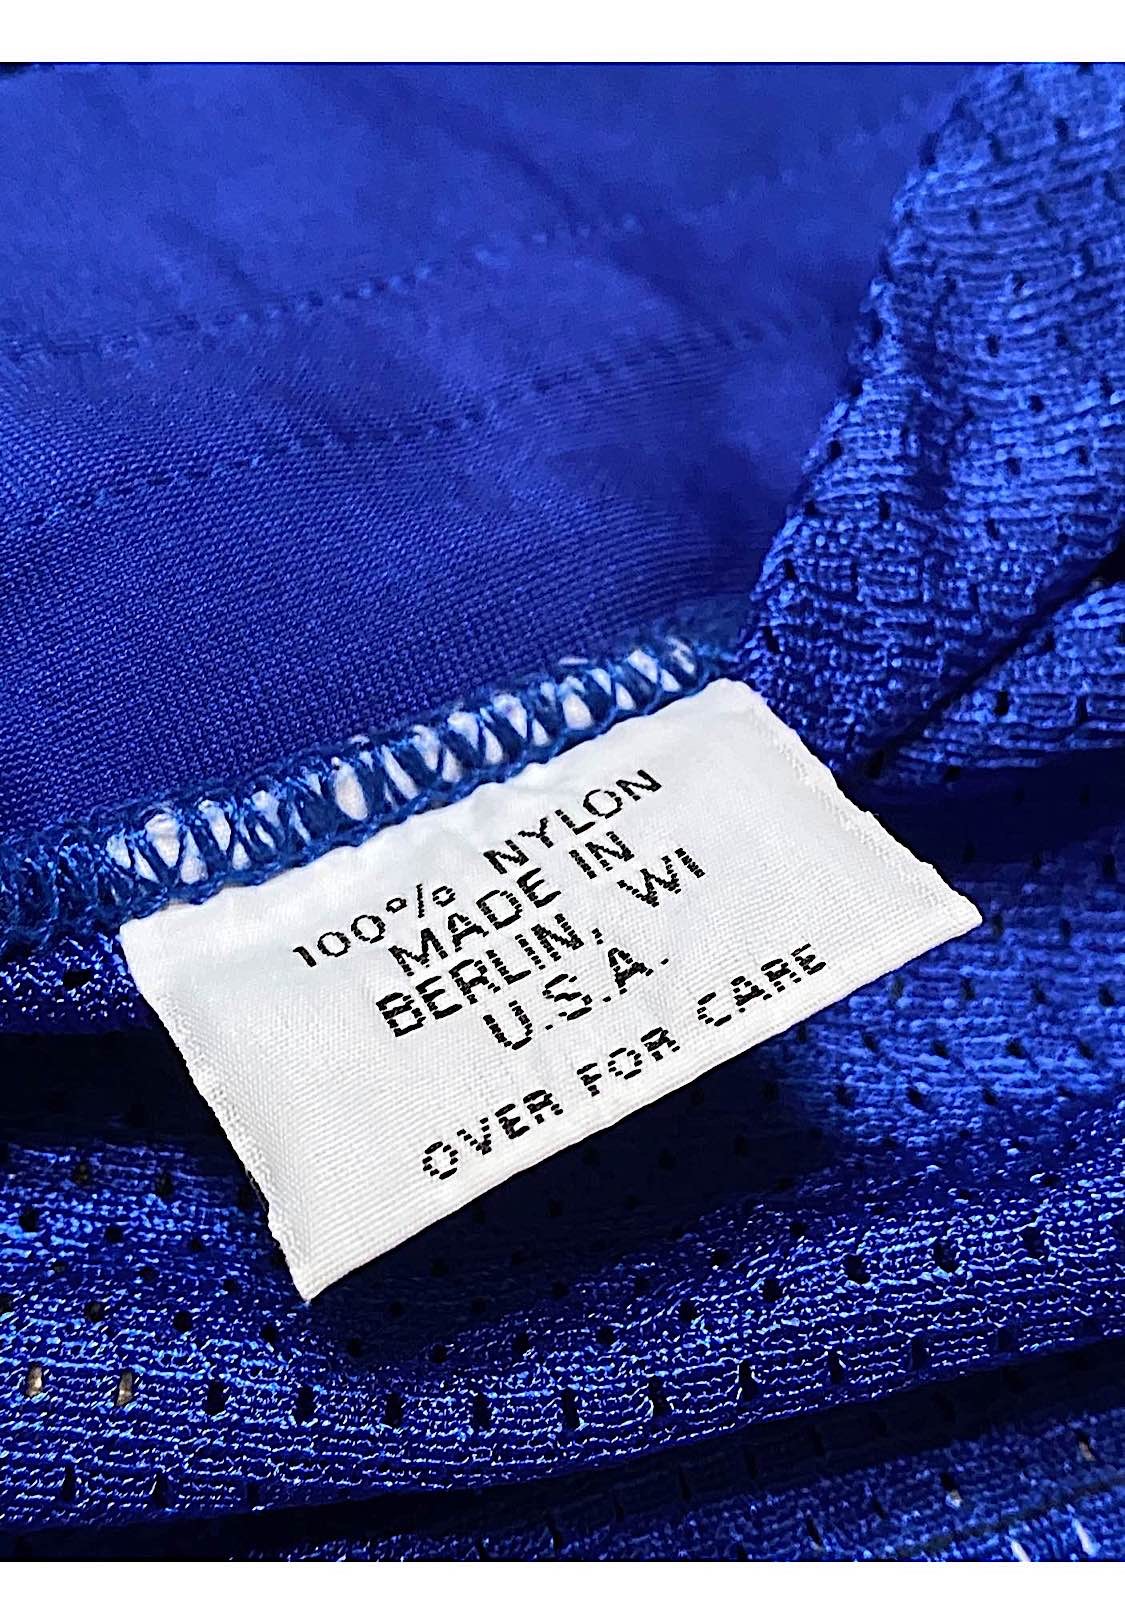 100% NYLON
MADE IN
BERLIN, WI
U.S.A.
OVER FOR CARE